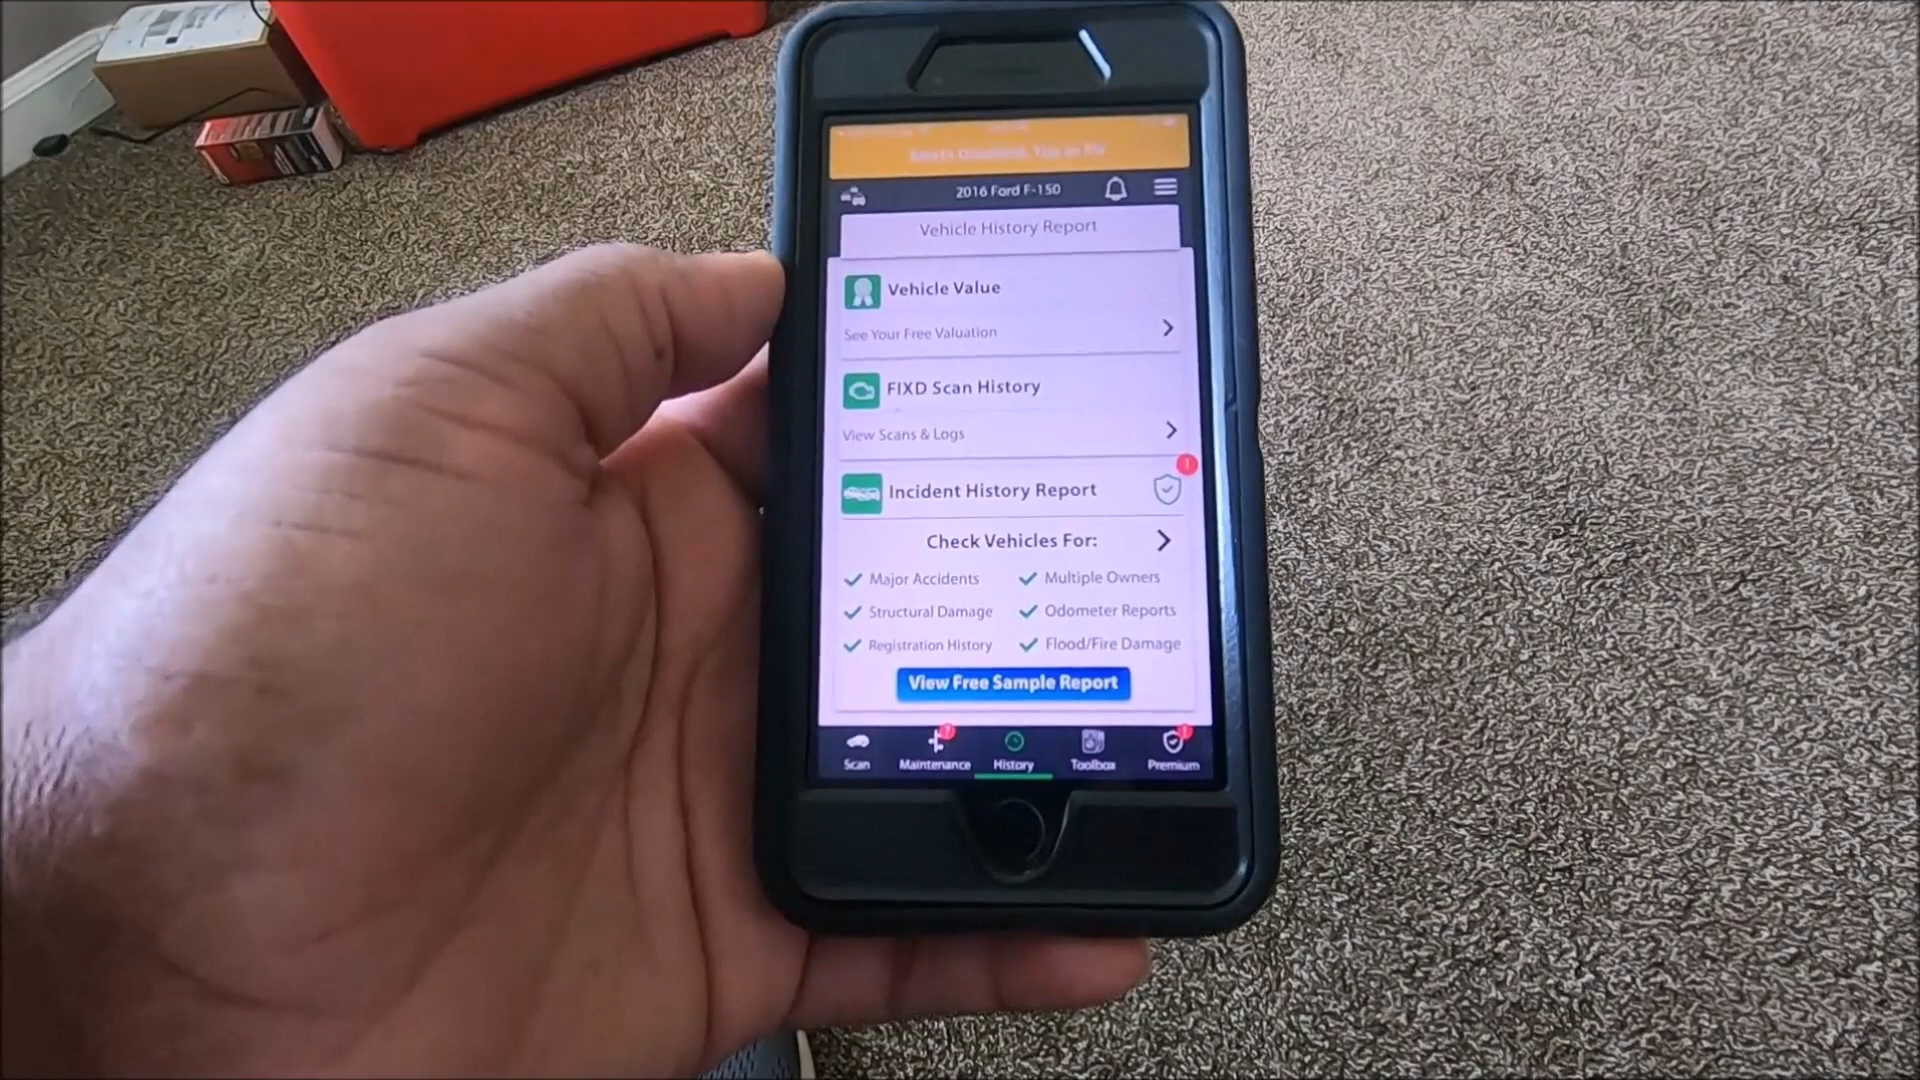 2016 Ford F-150
Vehicle History Report
Vehicle Value
See Your Free Valuation
FIXD Scan History
View Scans & Logs
1
Incident History Report
Check Vehicles For:
Major Accidents
Multiple Owners
Structural Damage
Odometer Reports
Registration History
Flood/Fire Damage
View Free Sample Report
Scan
Maintenance
History
Toolbox
Premium